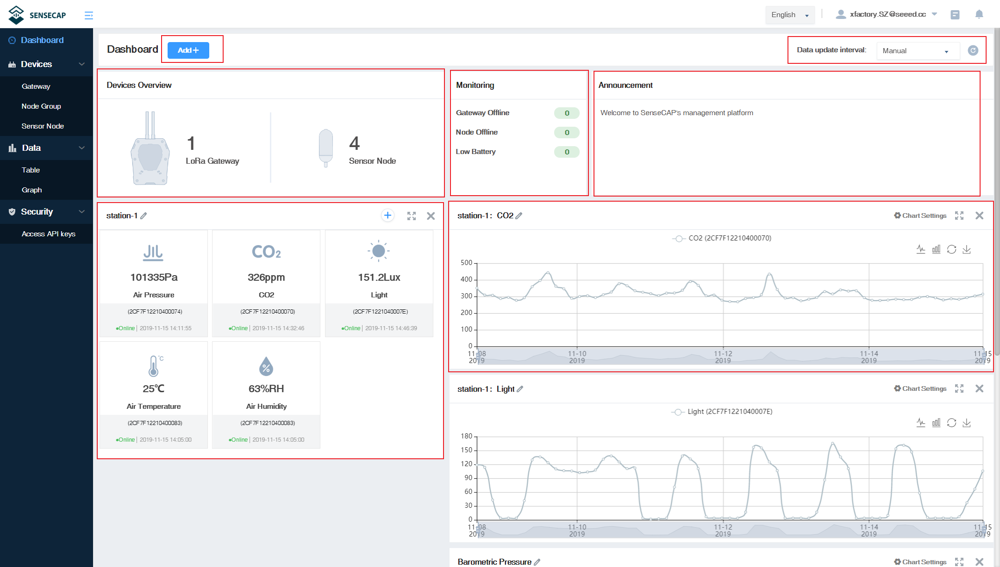 SENSECAP
English
xfactory.SZ@seeed.cc
Dashboard
Devices
Gateway
Node Group
Sensor Node
Data
Table
Graph
Security
Access API keys
Dashboard
Add+
Data update interval:
Manual
Devices Overview
1
LoRa Gateway
4
Sensor Node
Monitoring
Gateway Offline 0
Node Offline 0
Low Battery 0
Announcement
Welcome to SenseCAP's management platform
station-1
101335Pa
Air Pressure
(2CF7F12210400074)
Online | 2019-11-15 14:11:55
CO2
326ppm
CO2
(2CF7F12210400070)
Online | 2019-11-15 14:32:46
151.2Lux
Light
(2CF7F1221040007E)
Online | 2019-11-15 14:46:39
°C
25℃
Air Temperature
(2CF7F12210400083)
Online | 2019-11-15 14:05:00
%
63%RH
Air Humidity
(2CF7F12210400083)
Online | 2019-11-15 14:05:00
station-1: CO2
Chart Settings
CO2 (2CF7F12210400070)
500
400
300
200
100
0
11-08 11-10 11-12 11-14 11-15
2019 2019 2019 2019 2019
station-1: Light
Chart Settings
Light (2CF7F1221040007E)
180
150
120
90
60
30
0
11-08 11-10 11-12 11-14 11-15
2019 2019 2019 2019 2019
Barometric Pressure
Chart Settings